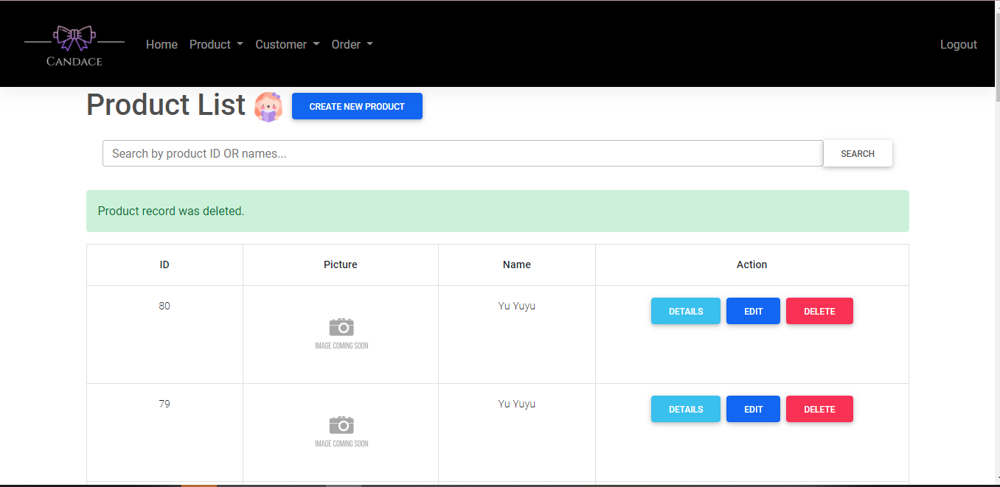 CANDACE
Home Product Customer Order Logout
Product List CREATE NEW PRODUCT
Search by product ID OR names... SEARCH
Product record was deleted.
ID Picture Name Action
80 Yu Yuyu DETAILS EDIT DELETE
IMAGE COMING SOON
79 Yu Yuyu DETAILS EDIT DELETE
IMAGE COMING SOON